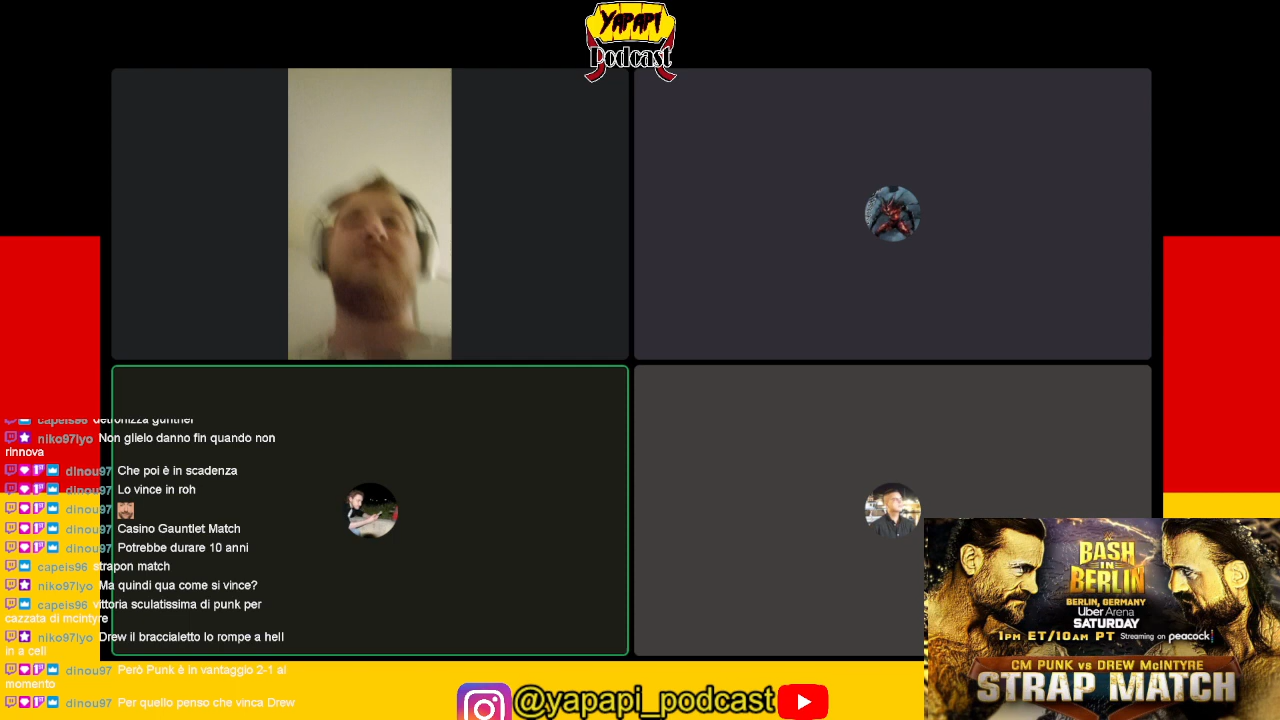 YAPAPI
Podcast
capeis96 detronizza gunther
niko97lyo Non glielo danno fin quando non
rinnova
dinou97 Che poi è in scadenza
dinou97 Lo vince in roh
dinou97
dinou97 Casino Gauntlet Match
dinou97 Potrebbe durare 10 anni
capeis96 strapon match
niko97lyo Ma quindi qua come si vince?
capeis96 vittoria sculatissima di punk per
cazzata di mcintyre
niko97lyo Drew il braccialetto lo rompe a hell
in a cell
dinou97 Però Punk è in vantaggio 2-1 al
momento
dinou97 Per quello penso che vinca Drew
BASH
IN
BERLIN
BERLIN, GERMANY
Uber Arena
SATURDAY
1PM ET/10AM PT Streaming on peacock
CM PUNK vs DREW McINTYRE
STRAP MATCH
@yapapi_podcast